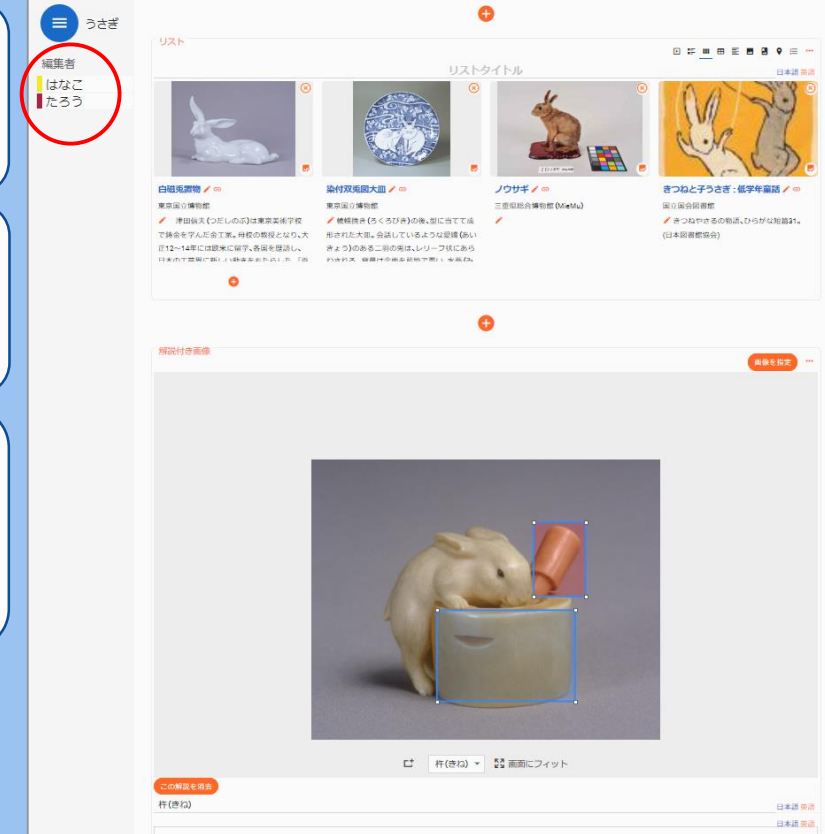 うさぎ
編集者
はなこ
たろう
リスト
リストタイトル
日本語 英語
白磁兎置物
東京国立博物館
津田信夫(つだしのぶ)は東京美術学校
で鋳金を学んだ金工家。母校の教授となり、大
正12～14年には欧米に留学、各国を歴訪し、
染付双兎図大皿
東京国立博物館
轆轤挽き(ろくろびき)の後、型に当てて成
形された大皿。会話しているような愛嬌(あい
きょう)のある二羽の兎は、レリーフ状にあら
ノウサギ
三重県総合博物館(MieMu)
きつねと子うさぎ : 低学年童話
国立国会図書館
きつねやさるの物語、ひらがな短篇31。
(日本図書館協会)
解説付き画像
画像を指定
杵(きね)
画面にフィット
この解説を消去
杵(きね)
日本語 英語
日本語 英語